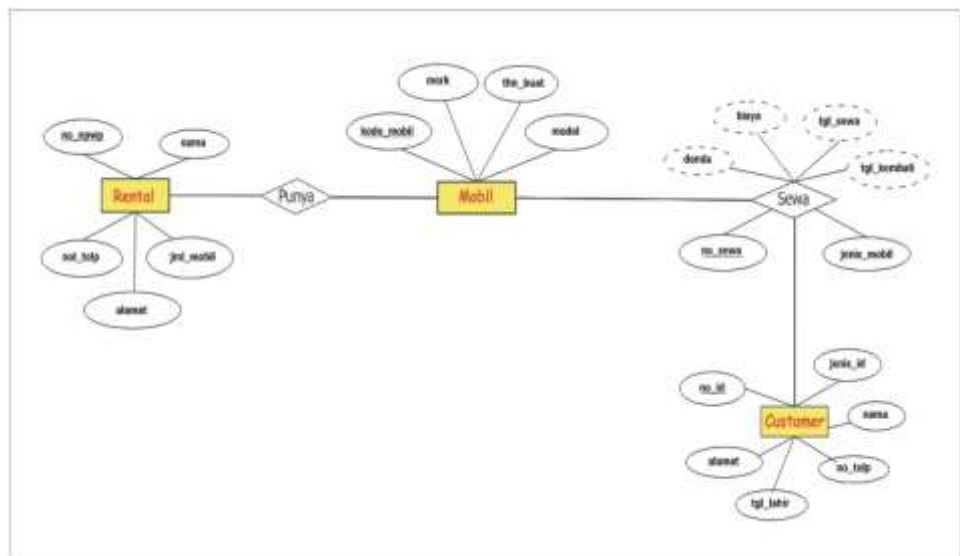 merk
thn_buat
kode_mobil
model
no_npwp
nama
Rental
Punya
Mobil
biaya
tgl_sewa
denda
tgl_kembali
Sewa
not_telp
jml_mobil
alamat
no_sewa
jenis_mobil
jenis_id
no_id
nama
Customer
alamat
no_telp
tgl_lahir